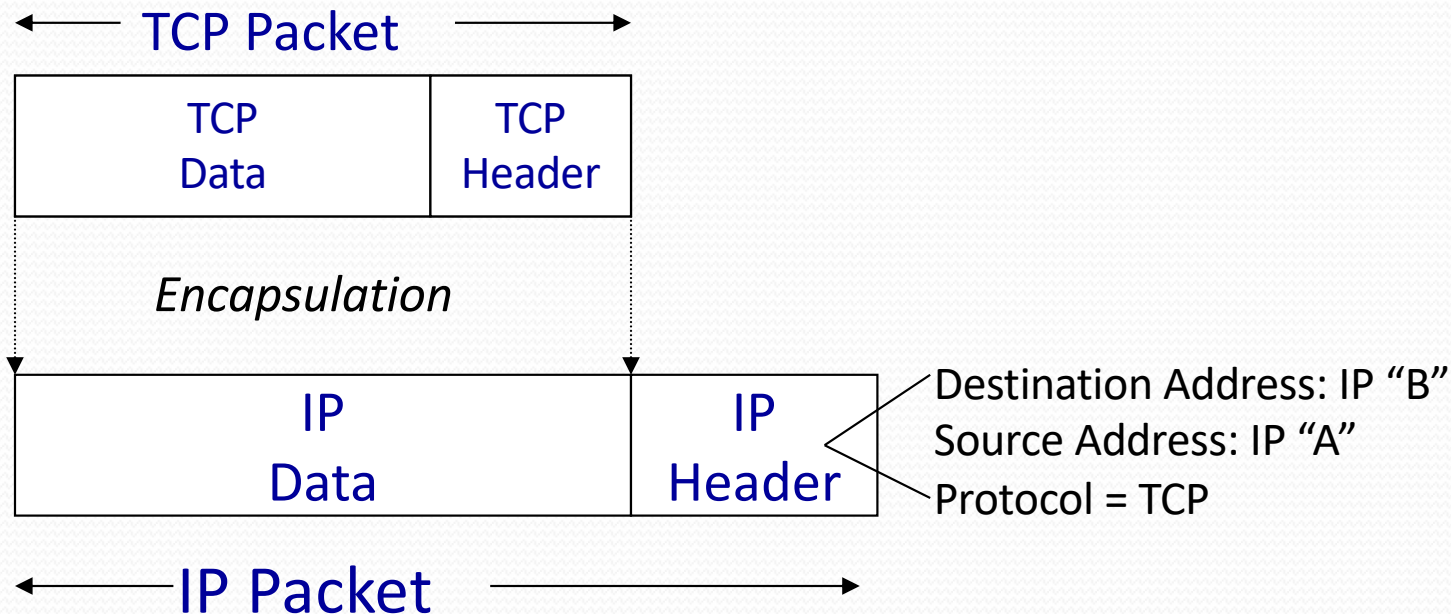 TCP Packet
TCP
Data
TCP
Header
Encapsulation
IP
Data
IP
Header
Destination Address: IP “B”
Source Address: IP “A”
Protocol = TCP
IP Packet